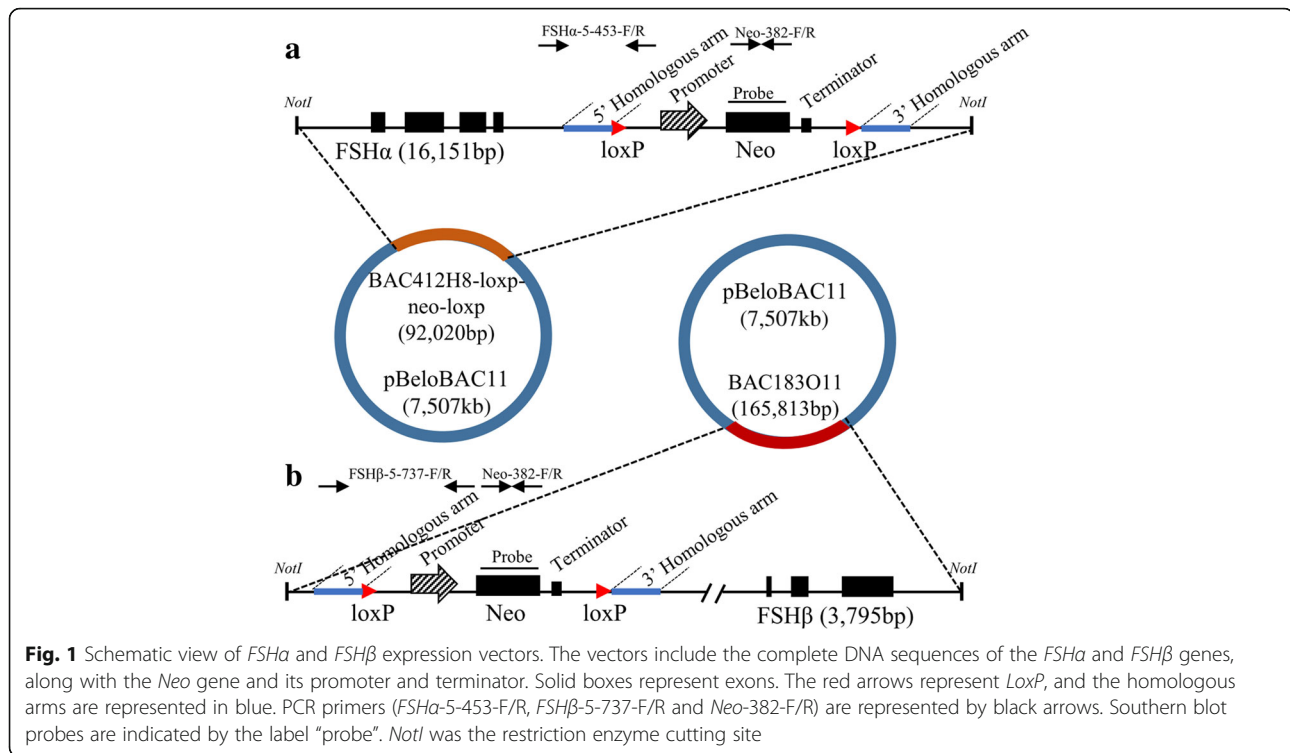 a
FSHα-5-453-F/R
Neo-382-F/R
5' Homologous arm
Promoter
Probe
Terminator
3' Homologous arm
NotI
NotI
FSHα (16,151bp)
loxP
Neo
loxP
BAC412H8-loxp-
neo-loxp
(92,020bp)
pBeloBAC11
(7,507kb)
pBeloBAC11
(7,507kb)
BAC183O11
(165,813bp)
b
FSHβ-5-737-F/R
Neo-382-F/R
5' Homologous arm
Promoter
Probe
Terminator
3' Homologous arm
NotI
NotI
loxP
Neo
loxP
FSHβ (3,795bp)
Fig. 1 Schematic view of FSHα and FSHβ expression vectors. The vectors include the complete DNA sequences of the FSHα and FSHβ genes,
along with the Neo gene and its promoter and terminator. Solid boxes represent exons. The red arrows represent LoxP, and the homologous
arms are represented in blue. PCR primers (FSHα-5-453-F/R, FSHβ-5-737-F/R and Neo-382-F/R) are represented by black arrows. Southern blot
probes are indicated by the label “probe”. NotI was the restriction enzyme cutting site